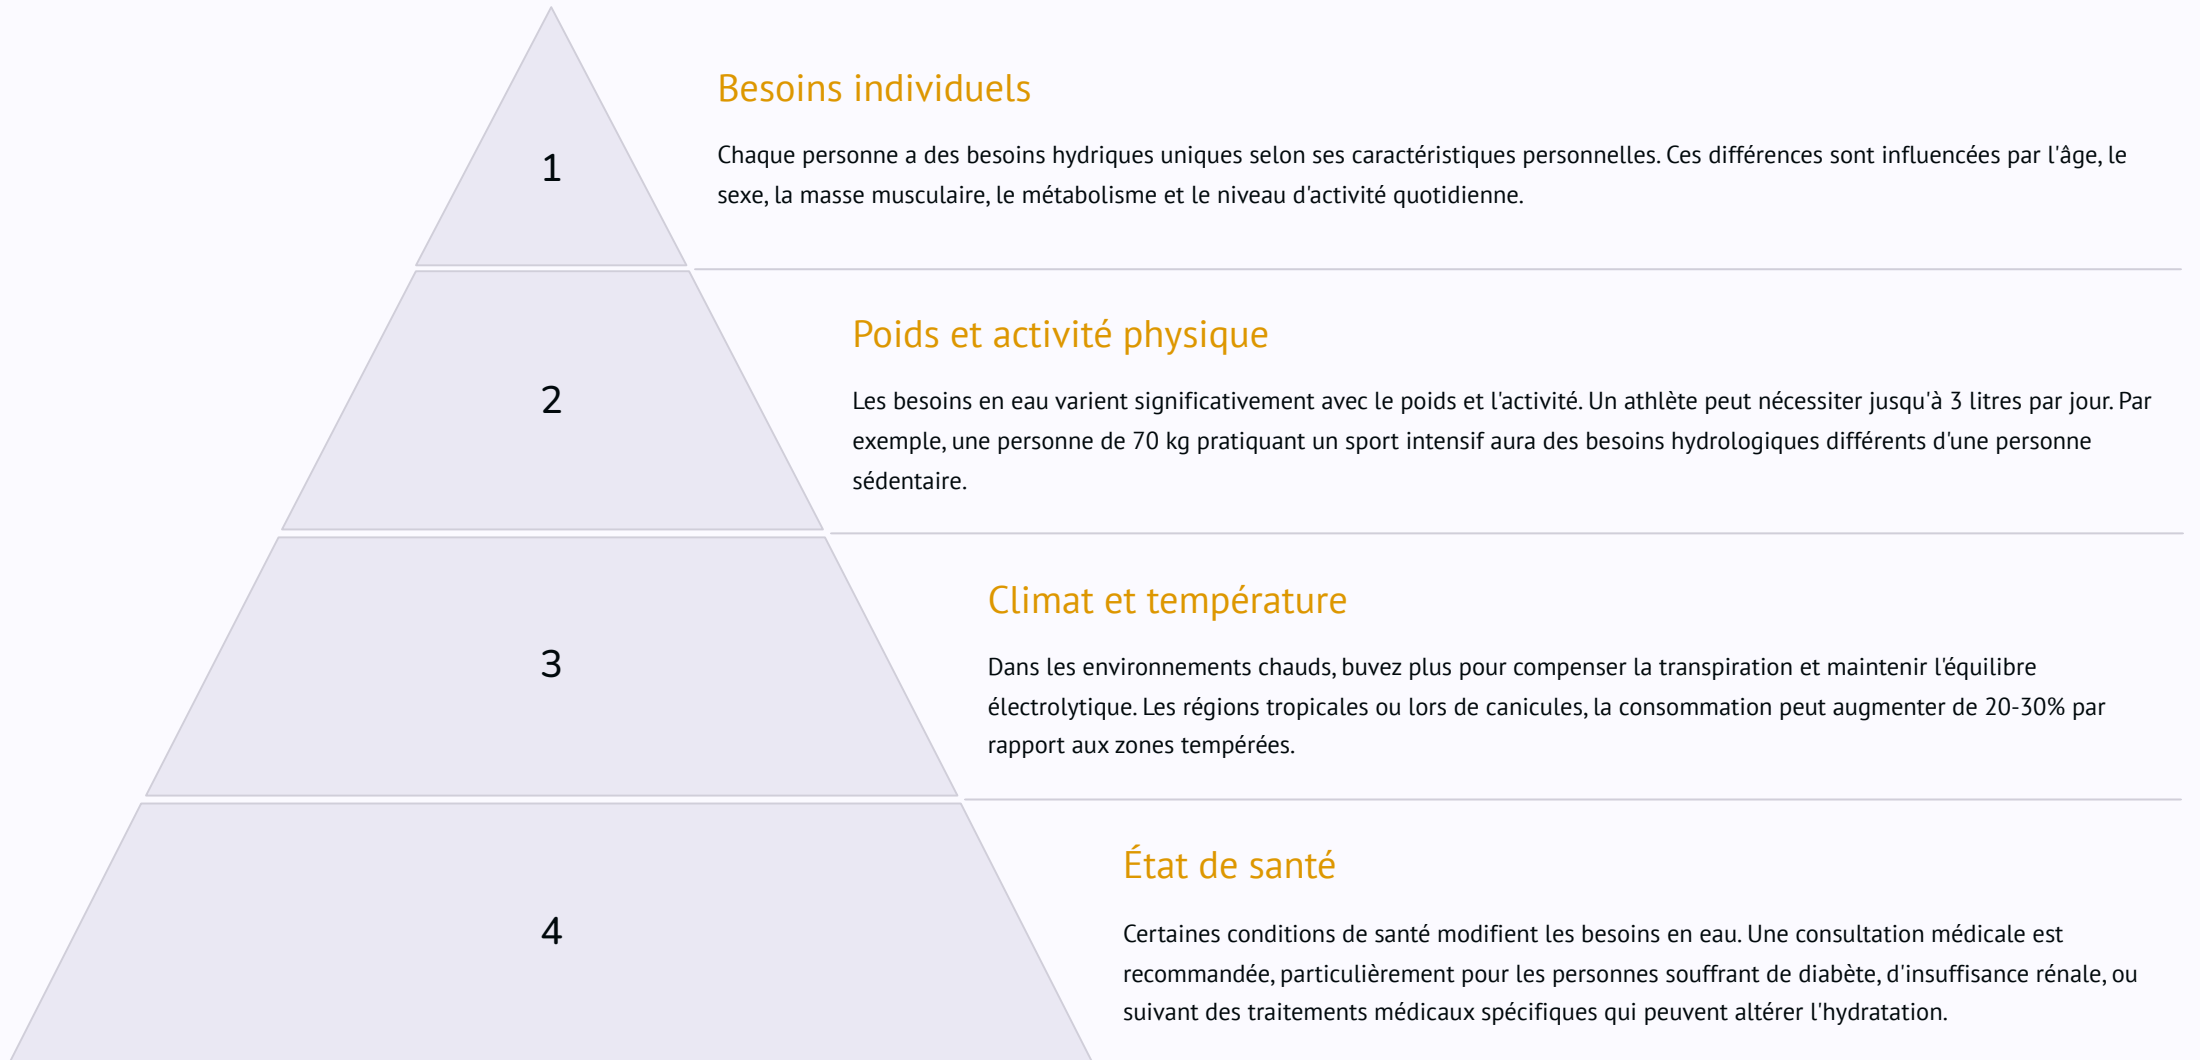 1
Besoins individuels
Chaque personne a des besoins hydriques uniques selon ses caractéristiques personnelles. Ces différences sont influencées par l'âge, le
sexe, la masse musculaire, le métabolisme et le niveau d'activité quotidienne.
2
Poids et activité physique
Les besoins en eau varient significativement avec le poids et l'activité. Un athlète peut nécessiter jusqu'à 3 litres par jour. Par
exemple, une personne de 70 kg pratiquant un sport intensif aura des besoins hydrologiques différents d'une personne
sédentaire.
3
Climat et température
Dans les environnements chauds, buvez plus pour compenser la transpiration et maintenir l'équilibre
électrolytique. Les régions tropicales ou lors de canicules, la consommation peut augmenter de 20-30% par
rapport aux zones tempérées.
4
État de santé
Certaines conditions de santé modifient les besoins en eau. Une consultation médicale est
recommandée, particulièrement pour les personnes souffrant de diabète, d'insuffisance rénale, ou
suivant des traitements médicaux spécifiques qui peuvent altérer l'hydratation.